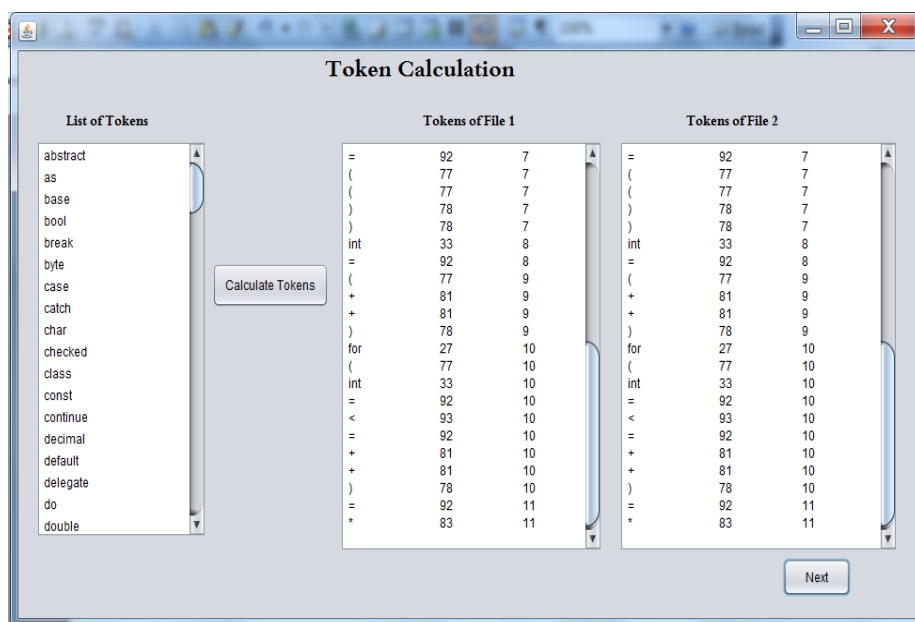 100%
Token Calculation
List of Tokens
Tokens of File 1
Tokens of File 2
abstract
as
base
bool
break
byte
case
catch
char
checked
class
const
continue
decimal
default
delegate
do
double
Calculate Tokens
= 92 7
( 77 7
( 77 7
) 78 7
) 78 7
int 33 8
= 92 8
( 77 9
+ 81 9
+ 81 9
) 78 9
for 27 10
( 77 10
int 33 10
= 92 10
< 93 10
= 92 10
+ 81 10
+ 81 10
) 78 10
= 92 11
* 83 11
= 92 7
( 77 7
( 77 7
) 78 7
) 78 7
int 33 8
= 92 8
( 77 9
+ 81 9
+ 81 9
) 78 9
for 27 10
( 77 10
int 33 10
= 92 10
< 93 10
= 92 10
+ 81 10
+ 81 10
) 78 10
= 92 11
* 83 11
Next